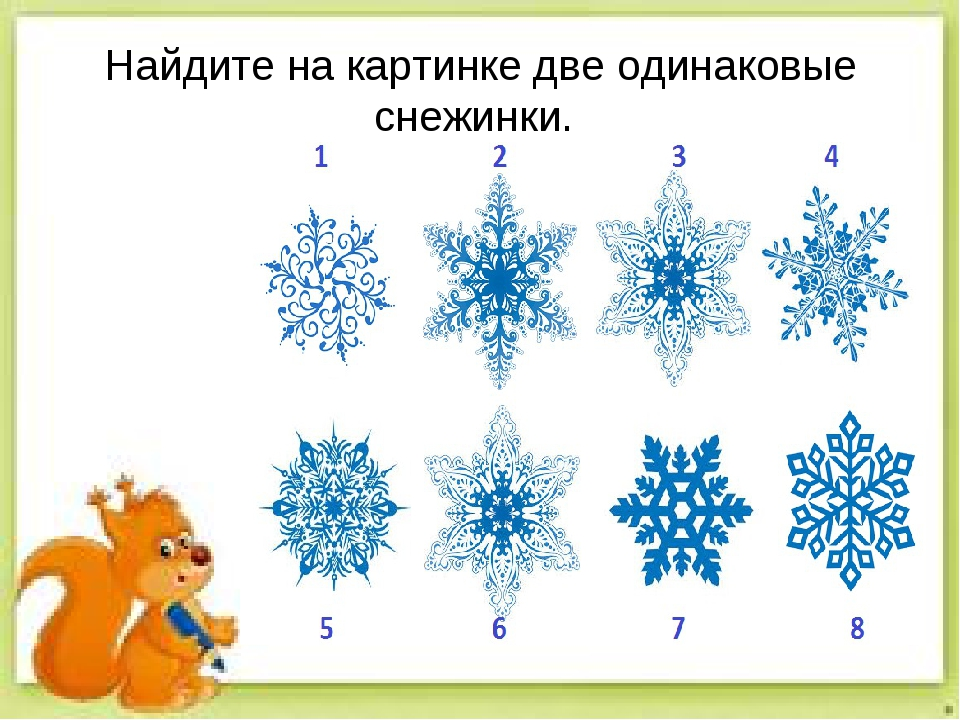 Найдите на картинке две одинаковые
снежинки.
1 2 3 4
5 6 7 8